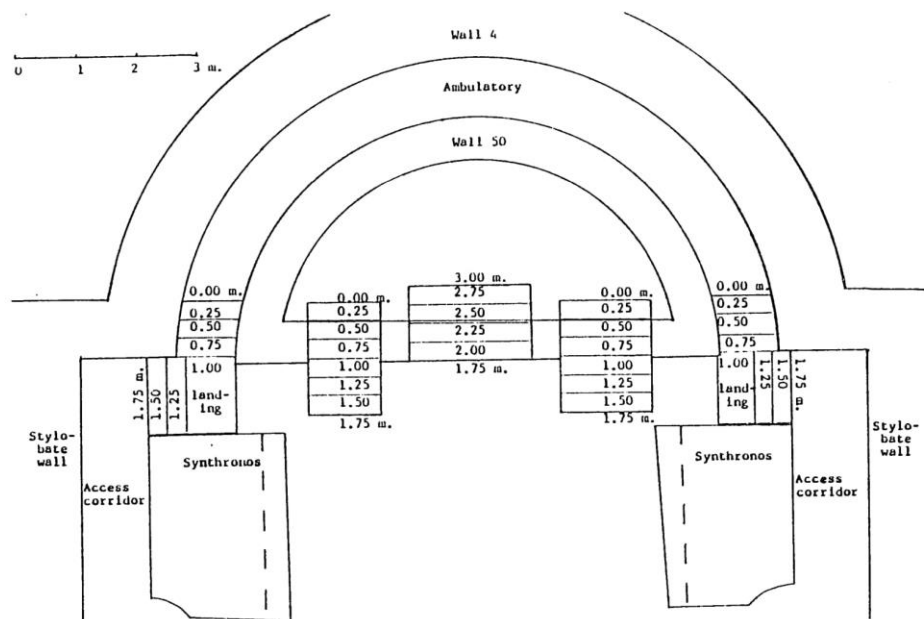 Wall 4
0 1 2 3 m.
Ambulatory
Wall 50
3.00 m.
0.00 m. 0.00 m. 2.75 0.00 m. 0.00 m.
0.25 0.25 2.50 0.25 0.25
0.50 0.50 2.25 0.50 0.50
0.75 0.75 2.00 0.75 0.75
1.75 m.
1.00 1.00 1.00 1.00
land-
ing
1.25 1.25
1.50 1.50
1.75 m. 1.75 m.
land-
ing
1.75 m.
1.50
1.25
1.25
1.50
1.75 m.
Stylo-
bate
wall
Synthronos
Synthronos
Stylo-
bate
wall
Access
corridor
Access
corridor